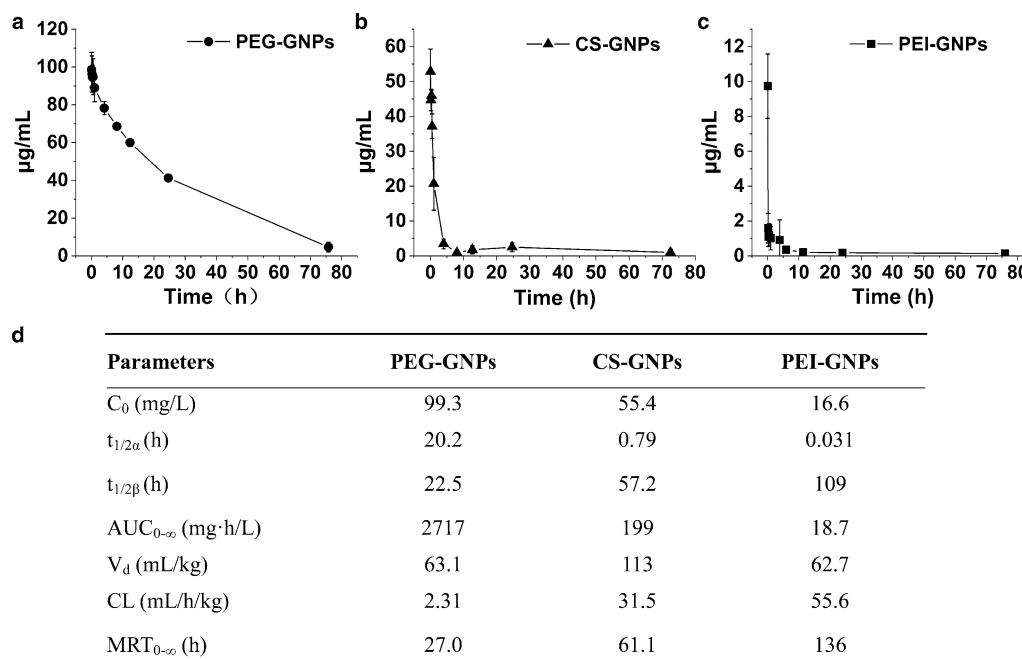 a
PEG-GNPs
µg/mL
120
100
80
60
40
20
0
0 10 20 30 40 50 60 70 80
Time（h）
b
CS-GNPs
µg/mL
60
50
40
30
20
10
0
0 10 20 30 40 50 60 70 80
Time (h)
c
PEI-GNPs
µg/mL
12
10
8
6
4
2
0
0 10 20 30 40 50 60 70 80
Time (h)
d
Parameters PEG-GNPs CS-GNPs PEI-GNPs
C₀ (mg/L) 99.3 55.4 16.6
t₁/₂α (h) 20.2 0.79 0.031
t₁/₂β (h) 22.5 57.2 109
AUC₀₋∞ (mg·h/L) 2717 199 18.7
Vd (mL/kg) 63.1 113 62.7
CL (mL/h/kg) 2.31 31.5 55.6
MRT₀₋∞ (h) 27.0 61.1 136